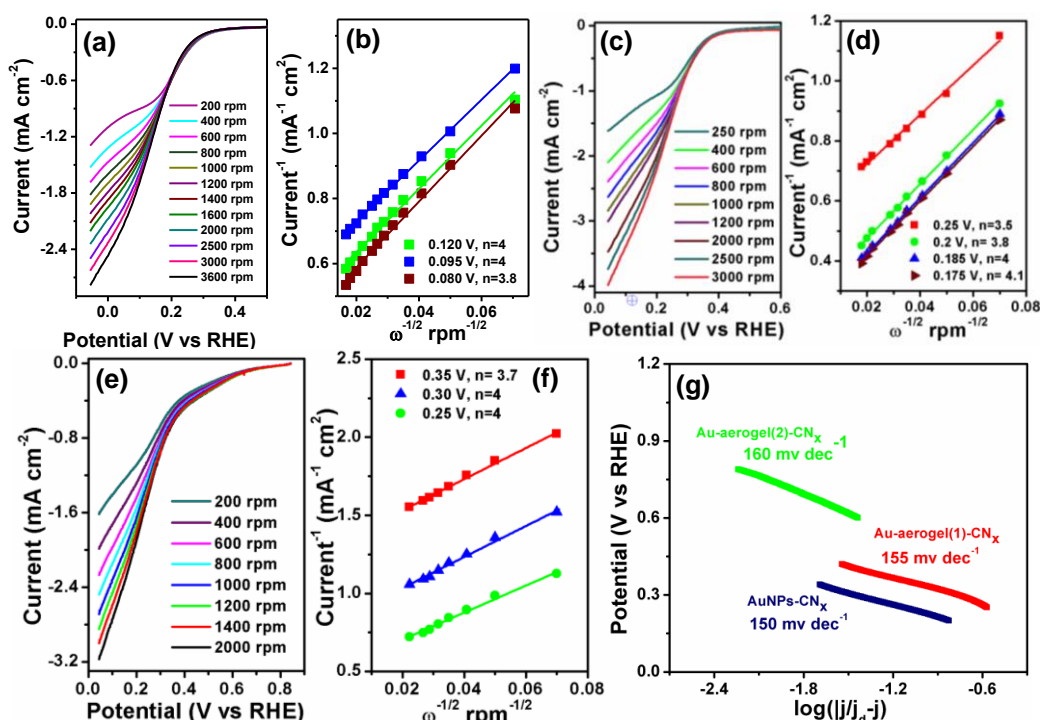 (a)
Current (mA cm-2)
0.0
-0.6
-1.2
-1.8
-2.4
200 rpm
400 rpm
600 rpm
800 rpm
1000 rpm
1200 rpm
1400 rpm
1600 rpm
2000 rpm
2500 rpm
3000 rpm
3600 rpm
0.0 0.2 0.4
Potential (V vs RHE)
(b)
Current-1 (mA-1 cm2)
1.2
1.0
0.8
0.6
0.120 V, n=4
0.095 V, n=4
0.080 V, n=3.8
0.02 0.04 0.06
ω-1/2 rpm-1/2
(c)
Current (mA cm-2)
0
-1
-2
-3
-4
250 rpm
400 rpm
600 rpm
800 rpm
1000 rpm
1200 rpm
2000 rpm
2500 rpm
3000 rpm
0.0 0.2 0.4 0.6
Potential (V vs RHE)
(d)
Current-1 (mA-1 cm2)
1.2
0.8
0.4
0.25 V, n=3.5
0.2 V, n= 3.8
0.185 V, n=4
0.175 V, n= 4.1
0.02 0.04 0.06 0.08
ω-1/2 rpm-1/2
(e)
Current (mA cm-2)
0.0
-0.8
-1.6
-2.4
-3.2
200 rpm
400 rpm
600 rpm
800 rpm
1000 rpm
1200 rpm
1400 rpm
2000 rpm
0.0 0.2 0.4 0.6 0.8
Potential (V vs RHE)
(f)
Current-1 (mA-1 cm2)
2.5
2.0
1.5
1.0
0.5
0.35 V, n= 3.7
0.30 V, n=4
0.25 V, n=4
0.00 0.02 0.04 0.06 0.08
ω-1/2 rpm-1/2
(g)
Potential (V vs RHE)
1.2
0.9
0.6
0.3
0.0
Au-aerogel(2)-CNx
160 mv dec-1
Au-aerogel(1)-CNx
155 mv dec-1
AuNPs-CNx
150 mv dec-1
-2.4 -1.8 -1.2 -0.6
log(|j/jd-j)